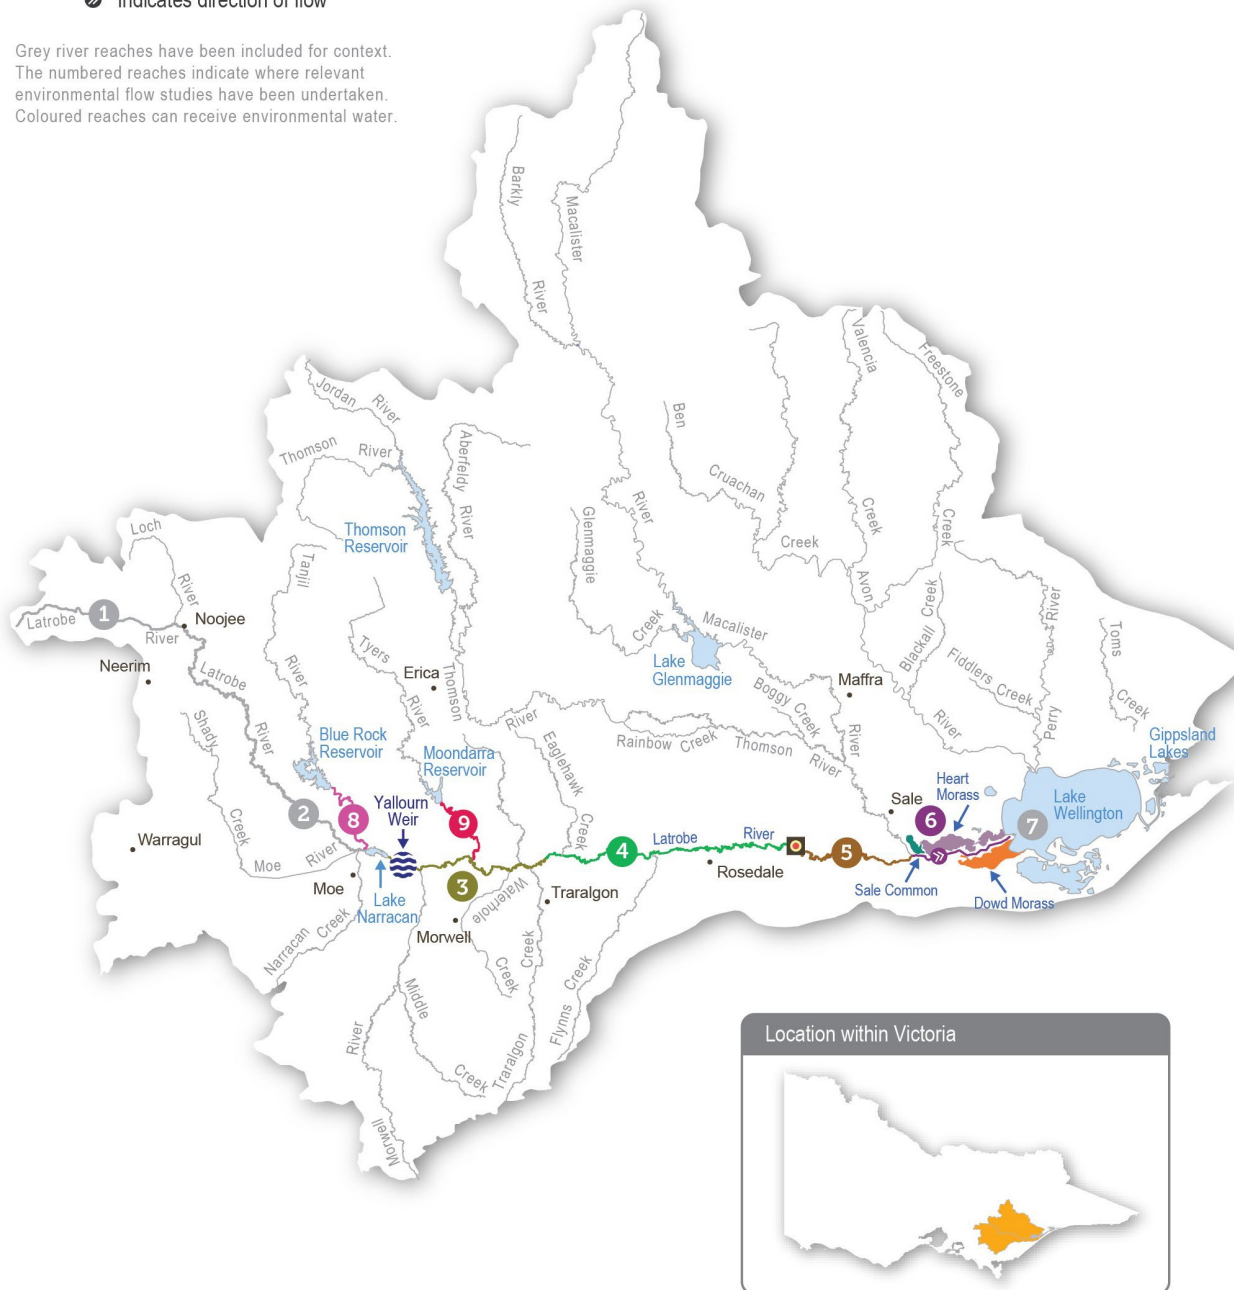 Indicates direction of flow
Grey river reaches have been included for context.
The numbered reaches indicate where relevant
environmental flow studies have been undertaken.
Coloured reaches can receive environmental water.
Barkly
River
Macalister
River
Valencia
Creek
Freestone
Creek
Jordan
River
Thomson
River
Aberfeldy
River
Ben
Cruachan
Creek
Thomson
Reservoir
Glenmaggie
Creek
Loch
River
Tanjil
River
Latrobe
1
River
Noojee
Neerim
Latrobe
River
Tyers
River
Erica
Thomson
River
Macalister
Lake
Glenmaggie
River
Avon
River
Blackall
Creek
Fiddlers
Creek
Perry
River
Toms
Creek
Maffra
Boggy
Creek
Rainbow
Creek
Thomson
River
Eaglehawk
Creek
Shady
Creek
Blue Rock
Reservoir
Moondarra
Reservoir
Gippsland
Lakes
Heart
Morass
Lake
Wellington
Sale
2
8
Yallourn
Weir
9
4
Latrobe
River
5
6
7
Warragul
Moe
River
Moe
Lake
Narracan
3
Rosedale
Sale Common
Dowd Morass
Narracan
Creek
Morwell
Waterhole
Creek
Traralgon
Creek
Traralgon
Flynns
Creek
Middle
Creek
River
Morwell
Location within Victoria